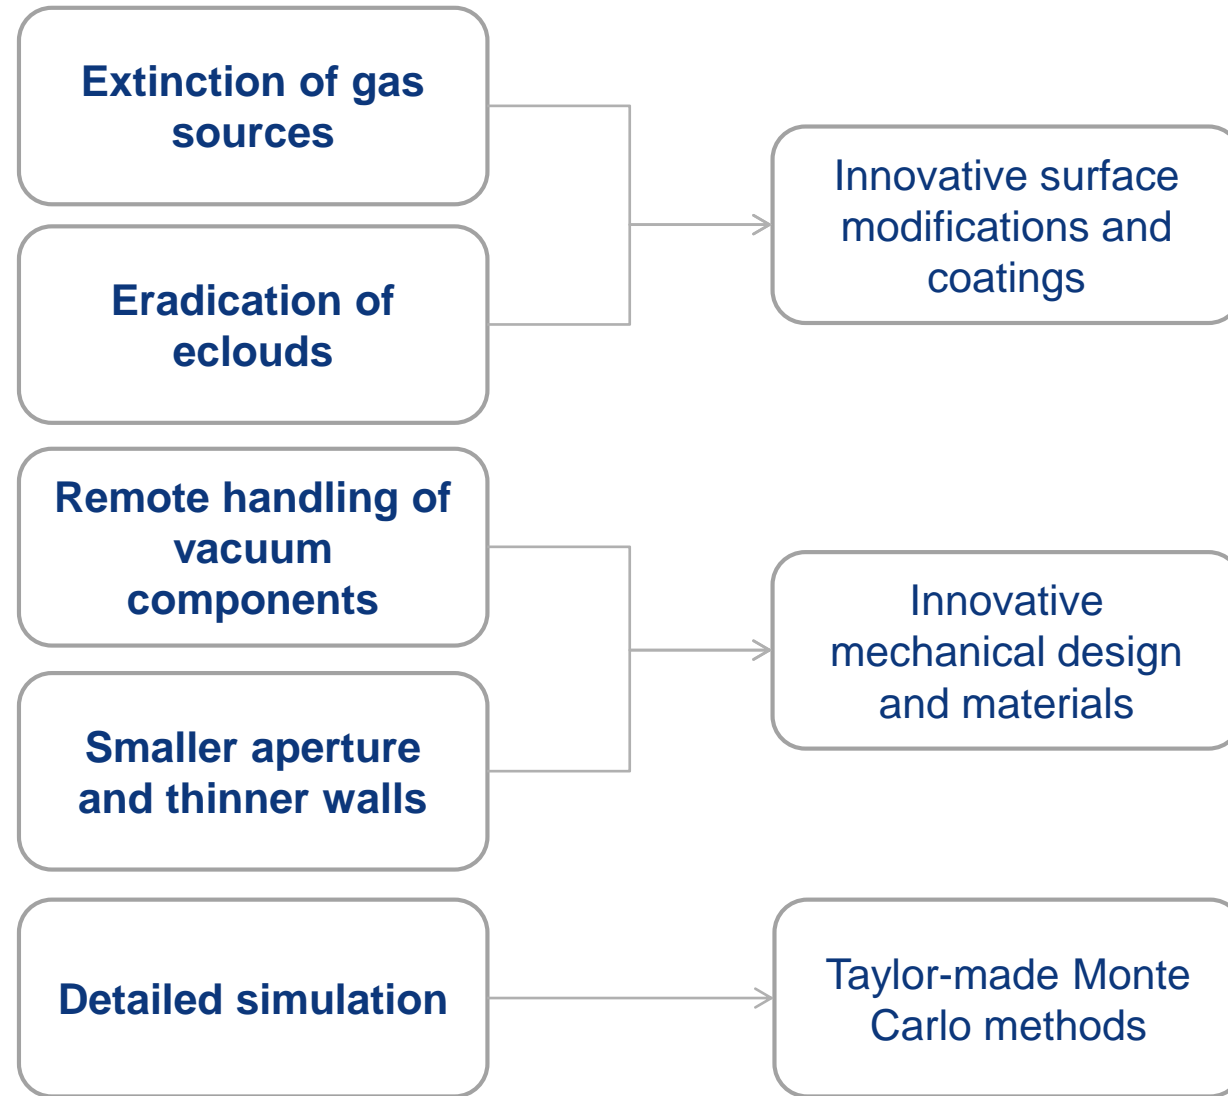 Extinction of gas
sources
Eradication of
eclouds
Innovative surface
modifications and
coatings
Remote handling of
vacuum
components
Smaller aperture
and thinner walls
Innovative
mechanical design
and materials
Detailed simulation
Taylor-made Monte
Carlo methods